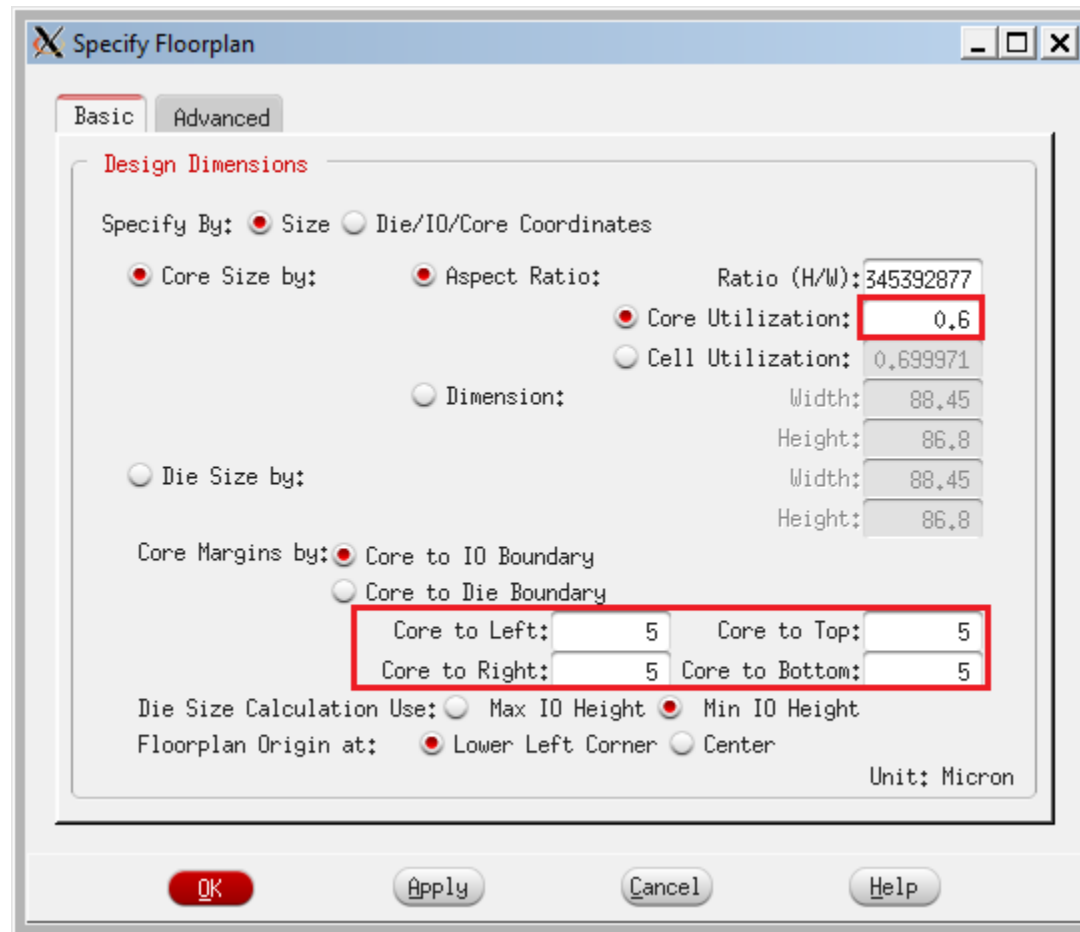 Specify Floorplan
Basic Advanced
Design Dimensions
Specify By: Size Die/IO/Core Coordinates
Core Size by: Aspect Ratio: Ratio (H/W): 345392877
Core Utilization: 0.6
Cell Utilization: 0.699971
Dimension: Width: 88.45
Height: 86.8
Die Size by: Width: 88.45
Height: 86.8
Core Margins by: Core to IO Boundary
Core to Die Boundary
Core to Left: 5 Core to Top: 5
Core to Right: 5 Core to Bottom: 5
Die Size Calculation Use: Max IO Height Min IO Height
Floorplan Origin at: Lower Left Corner Center
Unit: Micron
OK Apply Cancel Help